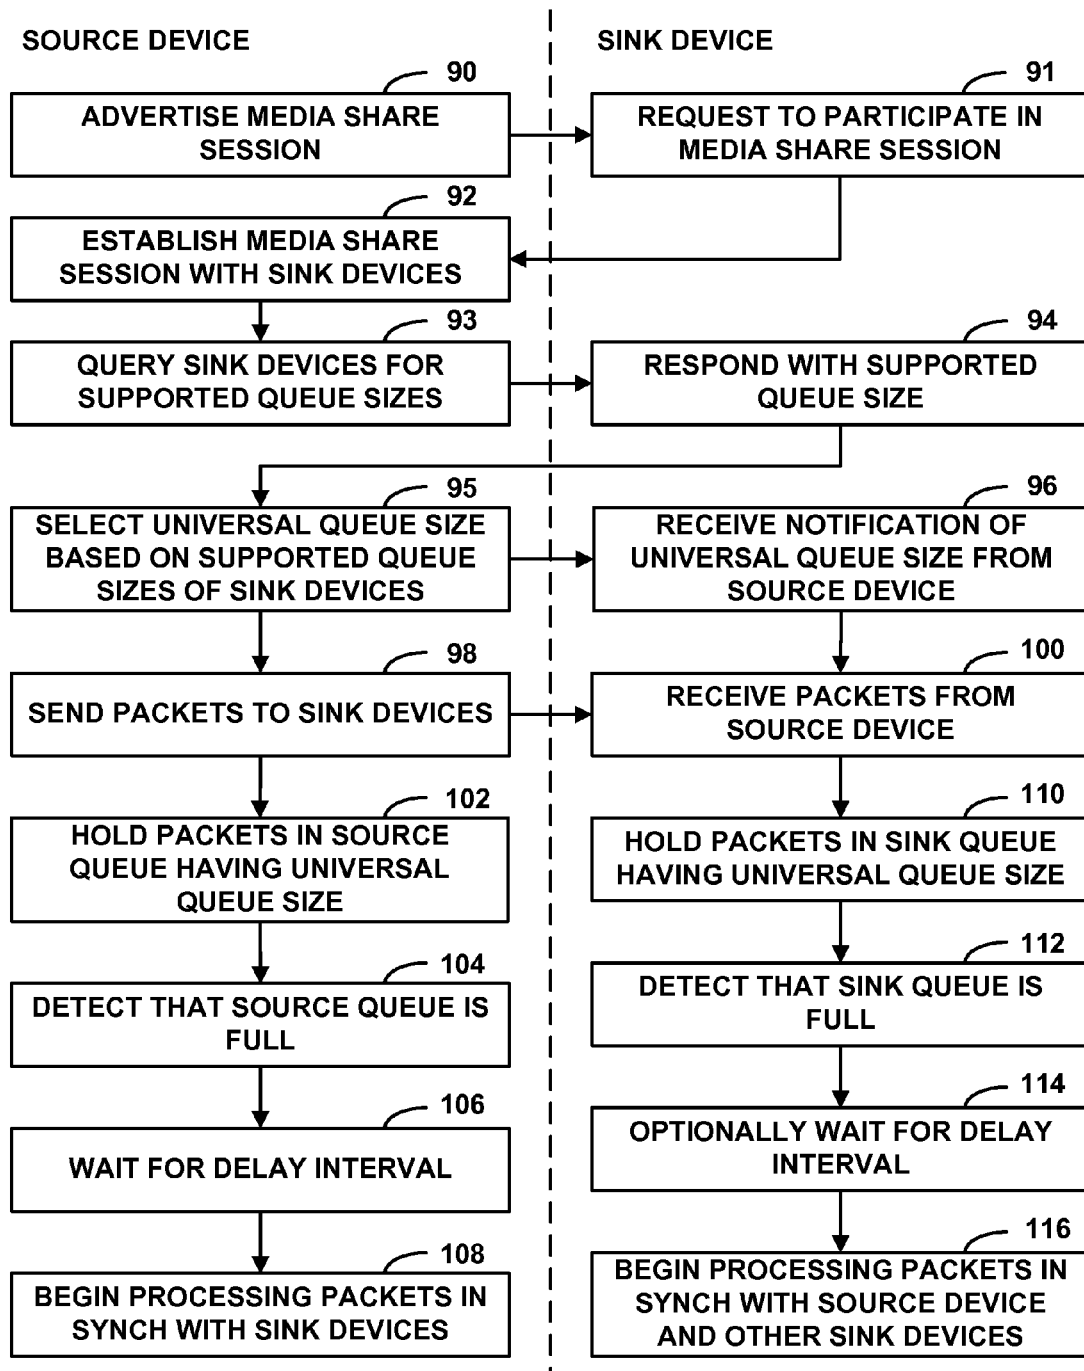 SOURCE DEVICE
SINK DEVICE
90
ADVERTISE MEDIA SHARE
SESSION
91
REQUEST TO PARTICIPATE IN
MEDIA SHARE SESSION
92
ESTABLISH MEDIA SHARE
SESSION WITH SINK DEVICES
93
QUERY SINK DEVICES FOR
SUPPORTED QUEUE SIZES
94
RESPOND WITH SUPPORTED
QUEUE SIZE
95
SELECT UNIVERSAL QUEUE SIZE
BASED ON SUPPORTED QUEUE
SIZES OF SINK DEVICES
96
RECEIVE NOTIFICATION OF
UNIVERSAL QUEUE SIZE FROM
SOURCE DEVICE
98
SEND PACKETS TO SINK DEVICES
100
RECEIVE PACKETS FROM
SOURCE DEVICE
102
HOLD PACKETS IN SOURCE
QUEUE HAVING UNIVERSAL
QUEUE SIZE
110
HOLD PACKETS IN SINK QUEUE
HAVING UNIVERSAL QUEUE SIZE
104
DETECT THAT SOURCE QUEUE IS
FULL
112
DETECT THAT SINK QUEUE IS
FULL
106
WAIT FOR DELAY INTERVAL
114
OPTIONALLY WAIT FOR DELAY
INTERVAL
108
BEGIN PROCESSING PACKETS IN
SYNCH WITH SINK DEVICES
116
BEGIN PROCESSING PACKETS IN
SYNCH WITH SOURCE DEVICE
AND OTHER SINK DEVICES